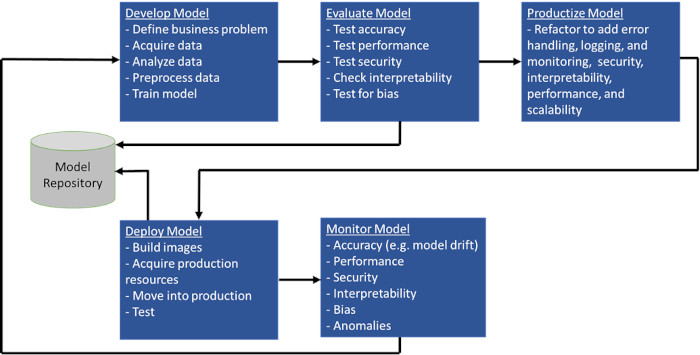 Develop Model
- Define business problem
- Acquire data
- Analyze data
- Preprocess data
- Train model
Evaluate Model
- Test accuracy
- Test performance
- Test security
- Check interpretability
- Test for bias
Productize Model
- Refactor to add error
handling, logging, and
monitoring, security,
interpretability,
performance, and
scalability
Model
Repository
Deploy Model
- Build images
- Acquire production
resources
- Move into production
- Test
Monitor Model
- Accuracy (e.g. model drift)
- Performance
- Security
- Interpretability
- Bias
- Anomalies